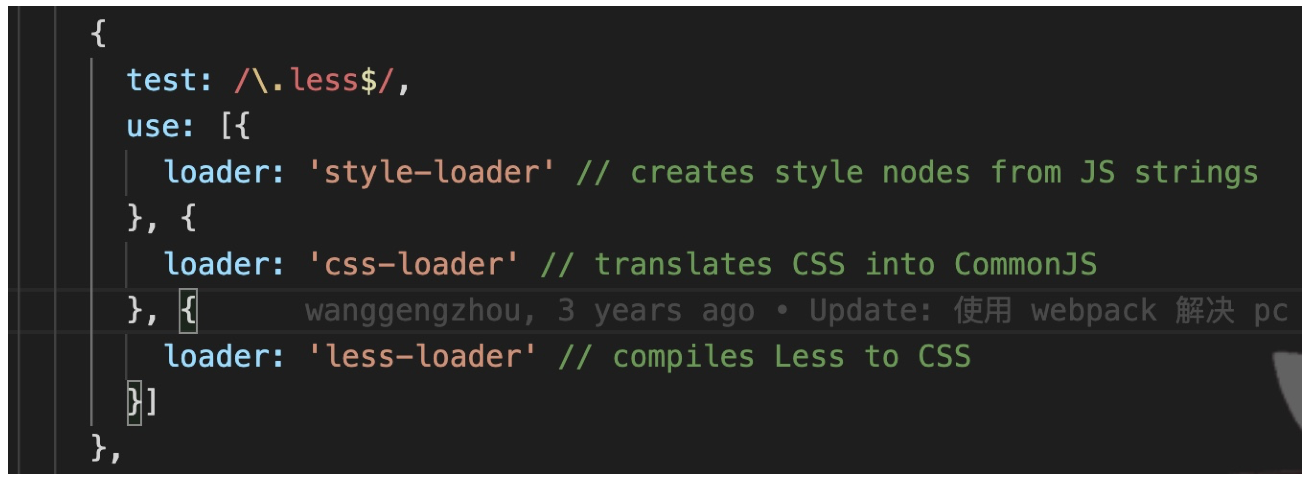 {
test: /\.less$/,
use: [{
loader: 'style-loader' // creates style nodes from JS strings
}, {
loader: 'css-loader' // translates CSS into CommonJS
}, { wanggengzhou, 3 years ago • Update: 使用 webpack 解决 pc
loader: 'less-loader' // compiles Less to CSS
}]
},